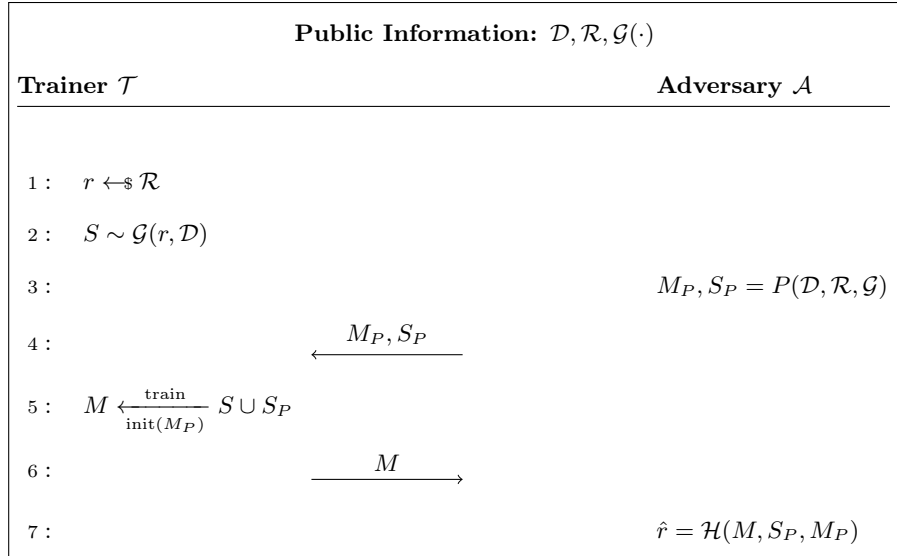 Public Information: 𝒟, ℛ, 𝒢(·)
Trainer 𝒯 Adversary 𝒜
1 : r ←$ ℛ
2 : S ∼ 𝒢(r, 𝒟)
3 : M_P, S_P = P(𝒟, ℛ, 𝒢)
4 : M_P, S_P ←
5 : M ←^{train}_{init(M_P)} S ∪ S_P
6 : M →
7 : r̂ = ℋ(M, S_P, M_P)